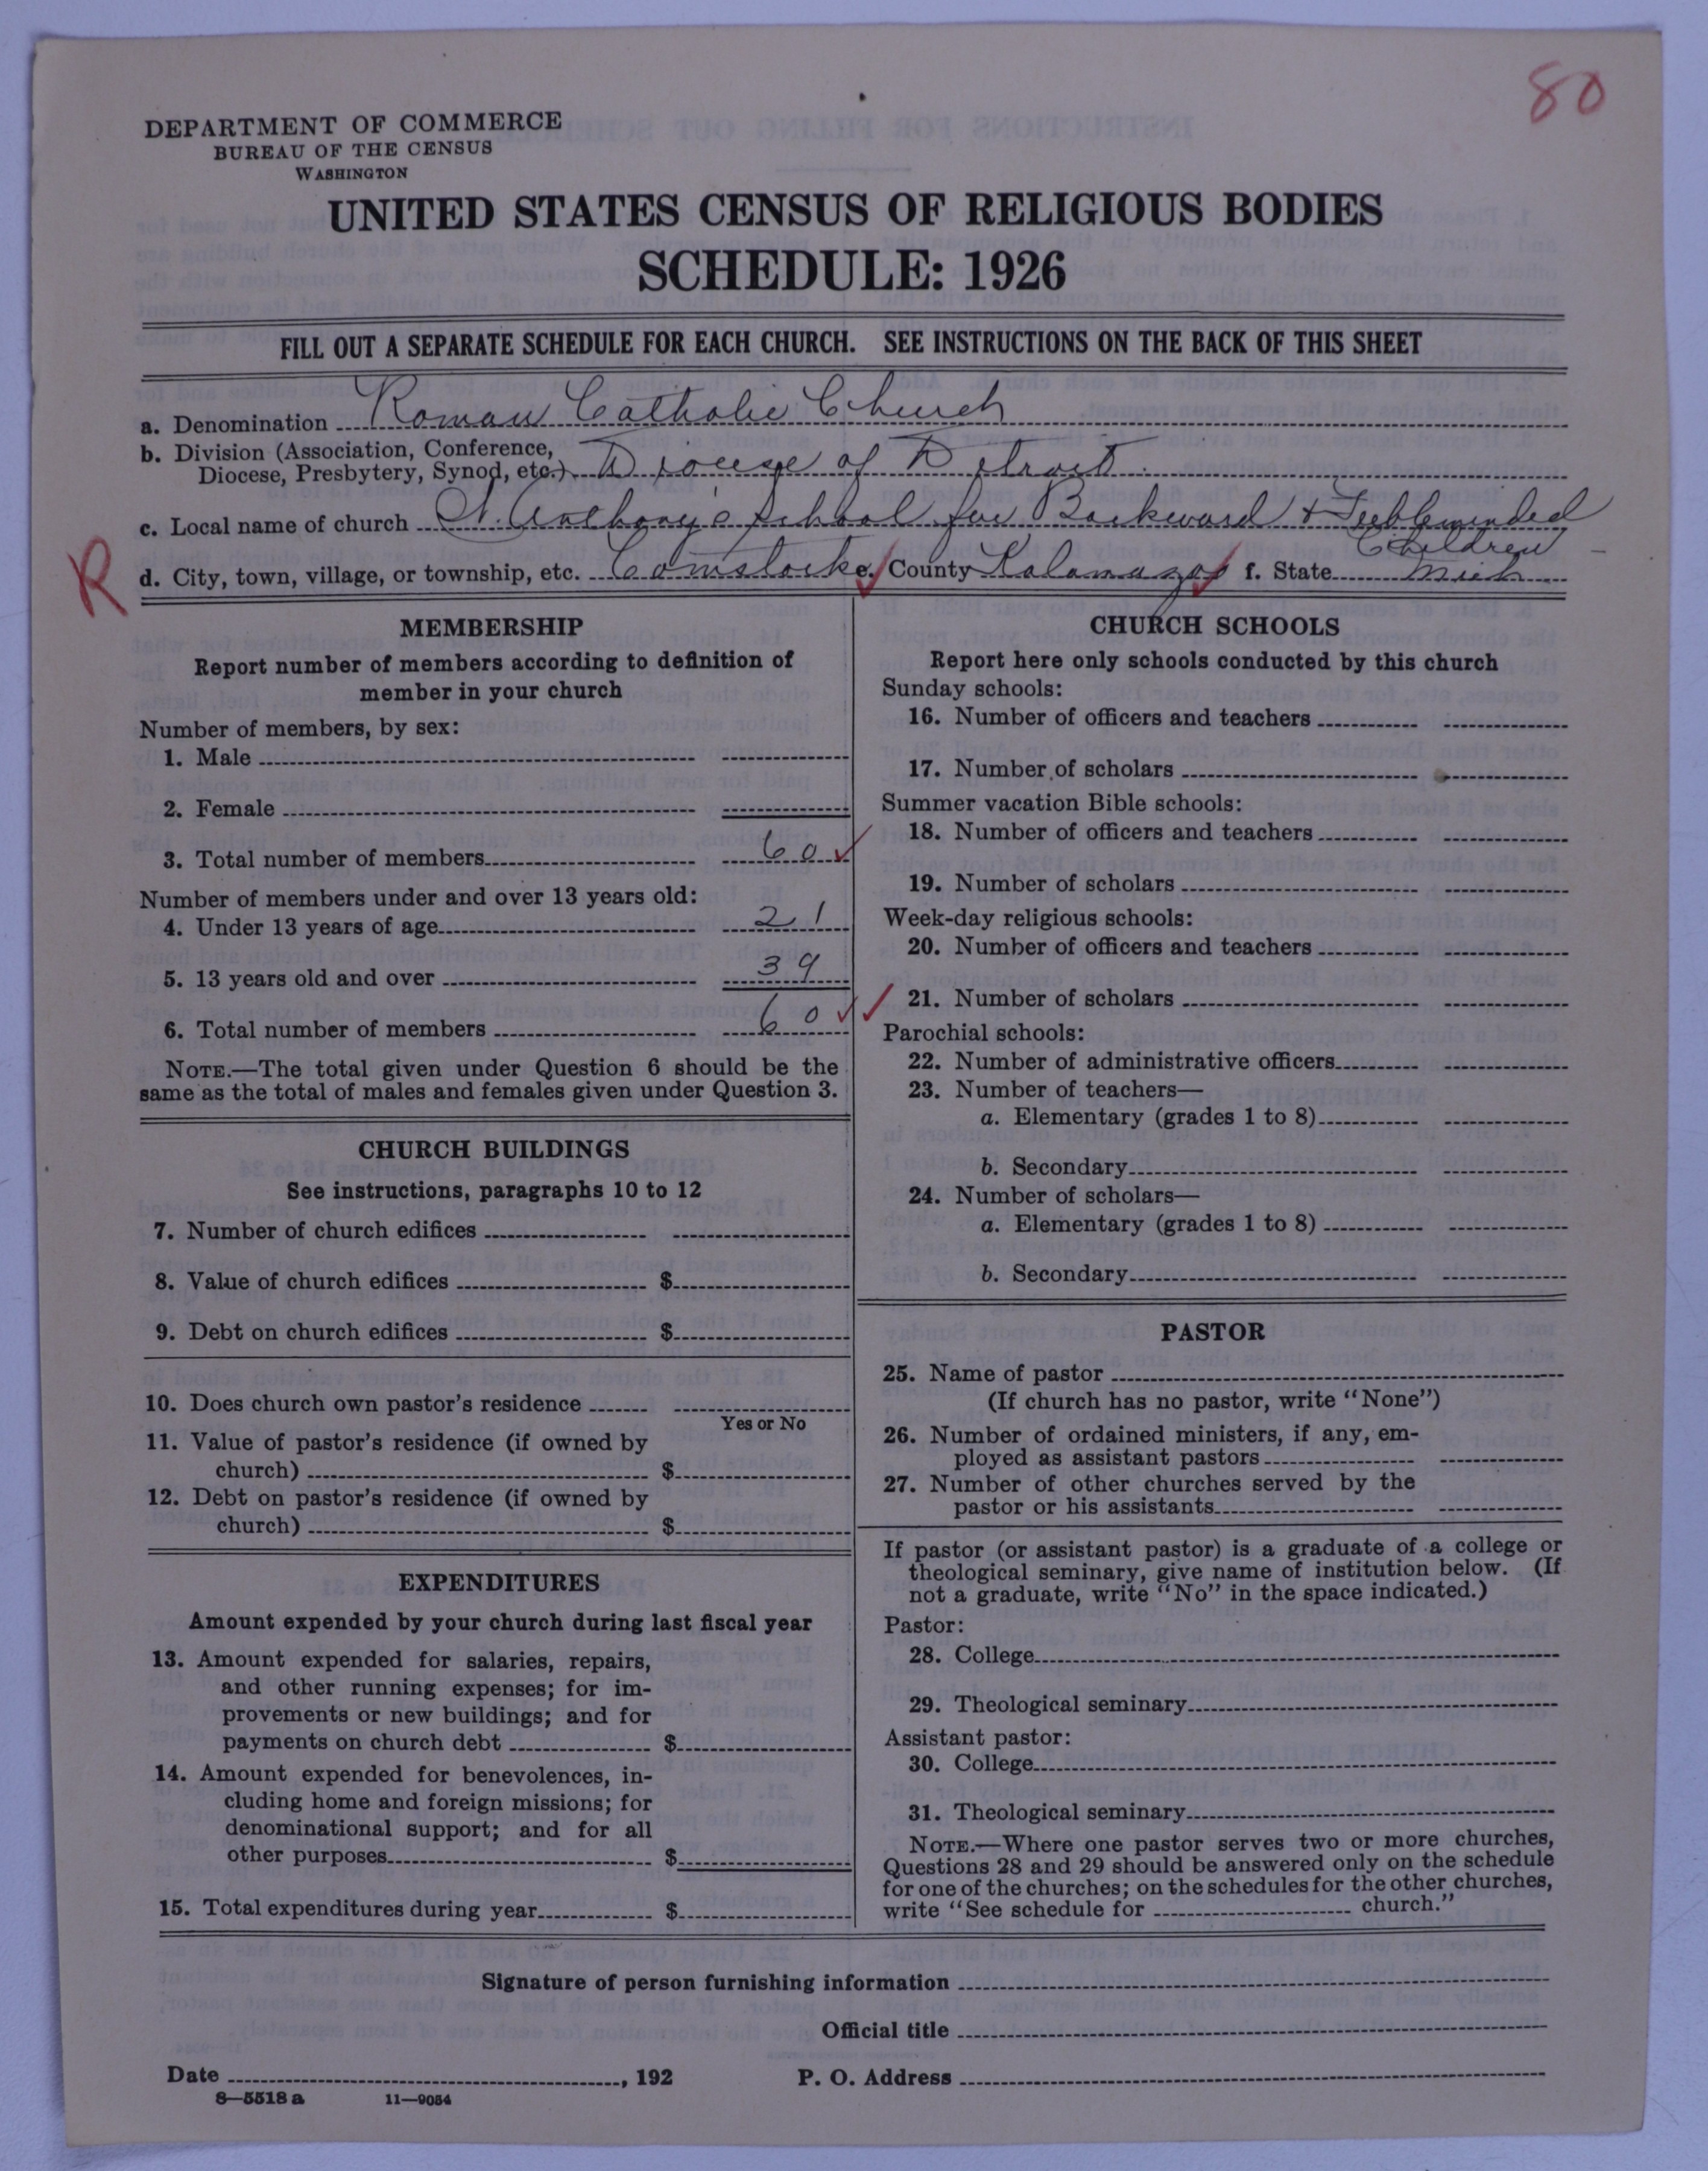 80
DEPARTMENT OF COMMERCE
BUREAU OF THE CENSUS
WASHINGTON
UNITED STATES CENSUS OF RELIGIOUS BODIES
SCHEDULE: 1926
FILL OUT A SEPARATE SCHEDULE FOR EACH CHURCH. SEE INSTRUCTIONS ON THE BACK OF THIS SHEET
a. Denomination Roman Catholic Church
b. Division (Association, Conference,
Diocese, Presbytery, Synod, etc.) Diocese of Detroit.
c. Local name of church St. Anthony's School for Backward & Feebleminded
Children
R
d. City, town, village, or township, etc. Comstock e. County Kalamazoo f. State Mich.
MEMBERSHIP
Report number of members according to definition of
member in your church
Number of members, by sex:
1. Male
2. Female
3. Total number of members 60 ✓
Number of members under and over 13 years old:
4. Under 13 years of age 21
5. 13 years old and over 39
6. Total number of members 60 ✓ ✓
NOTE.—The total given under Question 6 should be the
same as the total of males and females given under Question 3.
CHURCH BUILDINGS
See instructions, paragraphs 10 to 12
7. Number of church edifices
8. Value of church edifices $
9. Debt on church edifices $
10. Does church own pastor's residence
Yes or No
11. Value of pastor's residence (if owned by
church) $
12. Debt on pastor's residence (if owned by
church) $
EXPENDITURES
Amount expended by your church during last fiscal year
13. Amount expended for salaries, repairs,
and other running expenses; for im-
provements or new buildings; and for
payments on church debt $
14. Amount expended for benevolences, in-
cluding home and foreign missions; for
denominational support; and for all
other purposes $
15. Total expenditures during year $
CHURCH SCHOOLS
Report here only schools conducted by this church
Sunday schools:
16. Number of officers and teachers
17. Number of scholars
Summer vacation Bible schools:
18. Number of officers and teachers
19. Number of scholars
Week-day religious schools:
20. Number of officers and teachers
21. Number of scholars
Parochial schools:
22. Number of administrative officers
23. Number of teachers—
a. Elementary (grades 1 to 8)
b. Secondary
24. Number of scholars—
a. Elementary (grades 1 to 8)
b. Secondary
PASTOR
25. Name of pastor
(If church has no pastor, write "None")
26. Number of ordained ministers, if any, em-
ployed as assistant pastors
27. Number of other churches served by the
pastor or his assistants
If pastor (or assistant pastor) is a graduate of a college or
theological seminary, give name of institution below. (If
not a graduate, write "No" in the space indicated.)
Pastor:
28. College
29. Theological seminary
Assistant pastor:
30. College
31. Theological seminary
NOTE.—Where one pastor serves two or more churches,
Questions 28 and 29 should be answered only on the schedule
for one of the churches; on the schedules for the other churches,
write "See schedule for church."
Signature of person furnishing information
Official title
Date , 192 P. O. Address
8—5518 a 11—9054